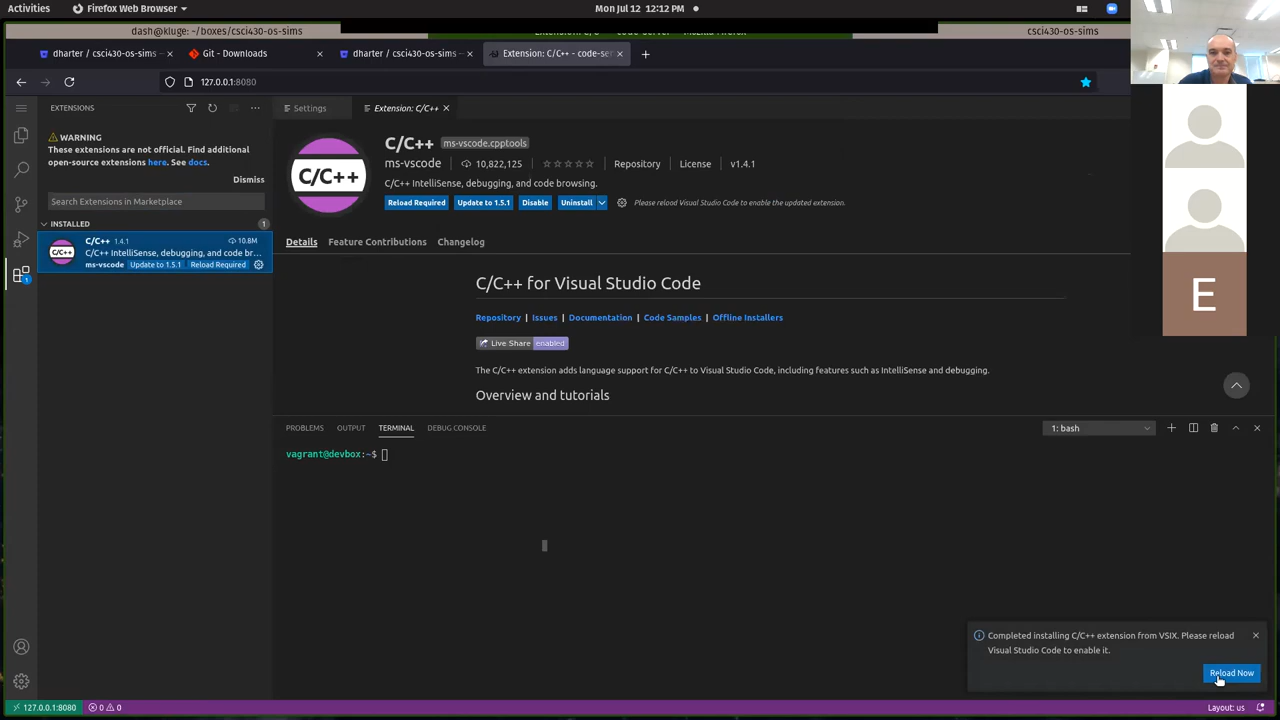 Activities
Firefox Web Browser
Mon Jul 12 12:12 PM
dash@kluge: ~/boxes/csci430-os-sims
csci430-os-sims
dharter / csci430-os-sims
Git - Downloads
dharter / csci430-os-sims
Extension: C/C++ - code-ser
127.0.0.1:8080
EXTENSIONS
WARNING
These extensions are not official. Find additional
open-source extensions here. See docs.
Dismiss
Search Extensions in Marketplace
INSTALLED
1
C/C++ 1.4.1 10.8M
C/C++
C/C++ IntelliSense, debugging, and code br...
ms-vscode Update to 1.5.1 Reload Required
1
Settings
Extension: C/C++
C/C++
C/C++ ms-vscode.cpptools
ms-vscode 10,822,125 Repository License v1.4.1
C/C++ IntelliSense, debugging, and code browsing.
Reload Required Update to 1.5.1 Disable Uninstall Please reload Visual Studio Code to enable the updated extension.
Details Feature Contributions Changelog
C/C++ for Visual Studio Code
Repository | Issues | Documentation | Code Samples | Offline Installers
Live Share enabled
The C/C++ extension adds language support for C/C++ to Visual Studio Code, including features such as IntelliSense and debugging.
Overview and tutorials
PROBLEMS OUTPUT TERMINAL DEBUG CONSOLE
1: bash
vagrant@devbox:~$
Completed installing C/C++ extension from VSIX. Please reload
Visual Studio Code to enable it.
Reload Now
127.0.0.1:8080
0 0
Layout: us
E